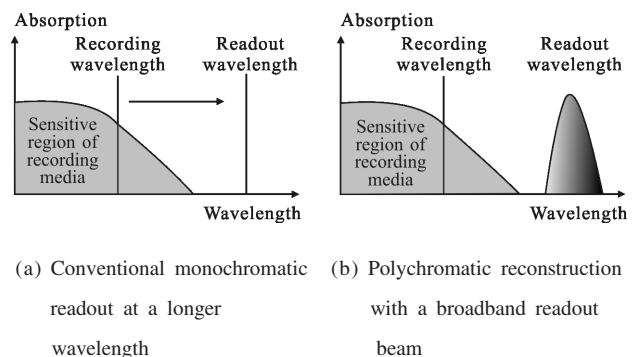 Absorption
Recording
wavelength
Readout
wavelength
Sensitive
region of
recording
media
Wavelength
(a) Conventional monochromatic
readout at a longer
wavelength
Absorption
Recording
wavelength
Readout
wavelength
Sensitive
region of
recording
media
Wavelength
(b) Polychromatic reconstruction
with a broadband readout
beam